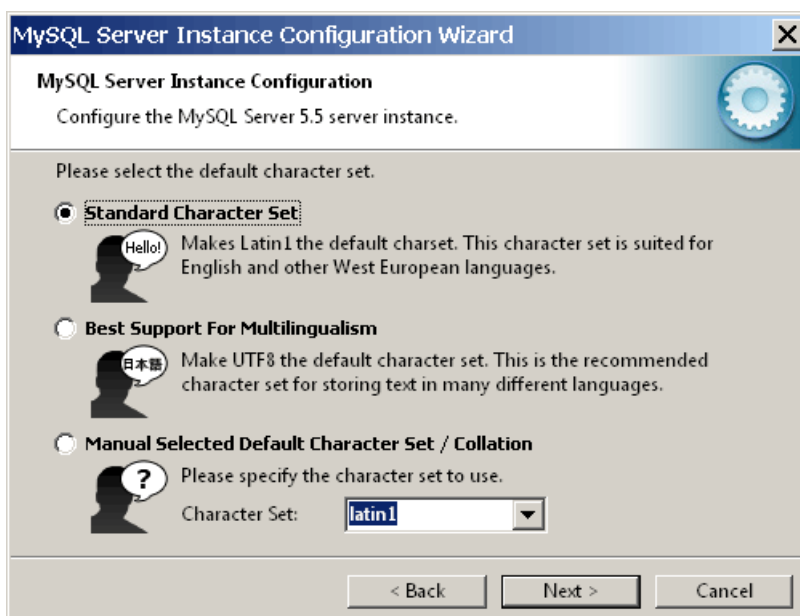 MySQL Server Instance Configuration Wizard
MySQL Server Instance Configuration
Configure the MySQL Server 5.5 server instance.
Please select the default character set.
Standard Character Set
Hello!
Makes Latin1 the default charset. This character set is suited for
English and other West European languages.
Best Support For Multilingualism
日本語
Make UTF8 the default character set. This is the recommended
character set for storing text in many different languages.
Manual Selected Default Character Set / Collation
?
Please specify the character set to use.
Character Set: latin1
< Back Next > Cancel